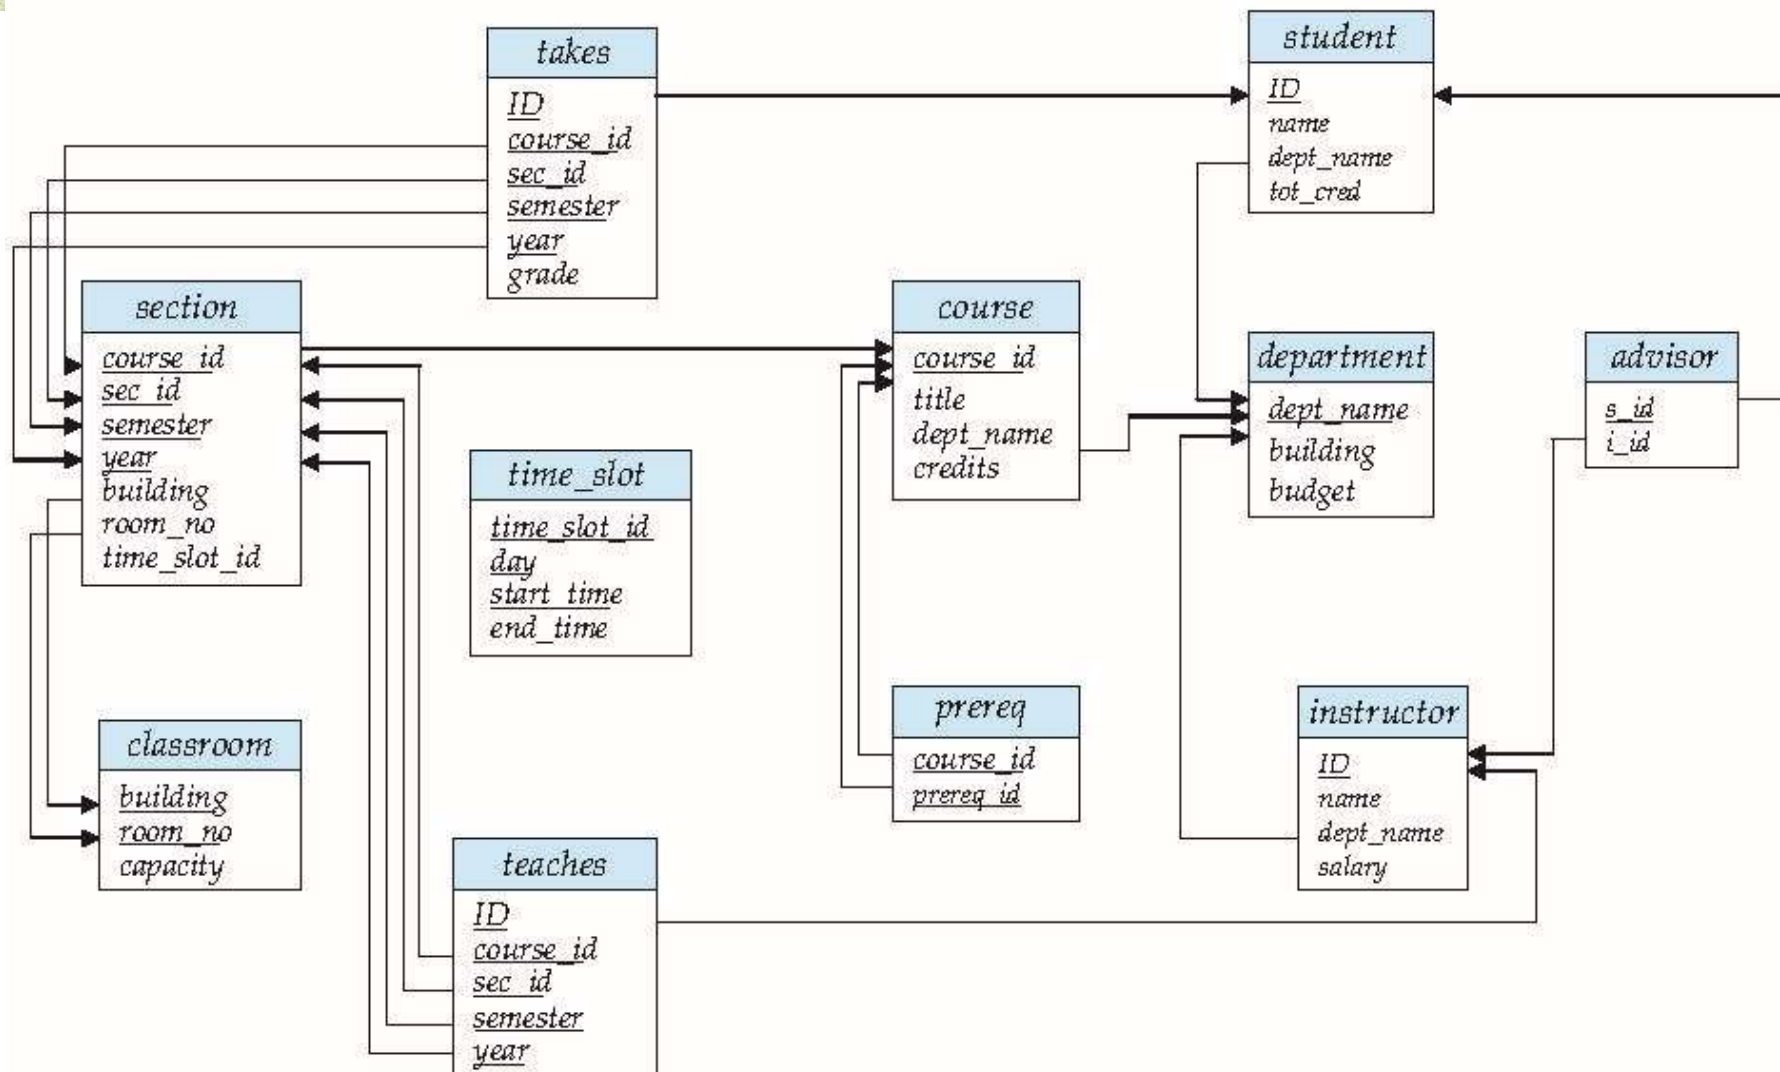 takes
ID
course_id
sec_id
semester
year
grade
student
ID
name
dept_name
tot_cred
section
course_id
sec_id
semester
year
building
room_no
time_slot_id
course
course_id
title
dept_name
credits
department
dept_name
building
budget
advisor
s_id
i_id
time_slot
time_slot_id
day
start_time
end_time
prereq
course_id
prereq_id
instructor
ID
name
dept_name
salary
classroom
building
room_no
capacity
teaches
ID
course_id
sec_id
semester
year